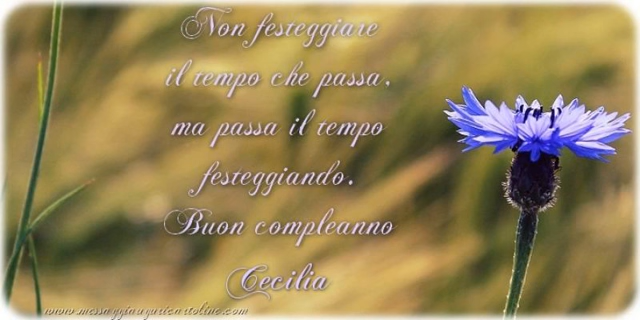 Non festeggiare
il tempo che passa,
ma passa il tempo
festeggiando.
Buon compleanno
Cecilia
www.messaggiauguricartoline.com